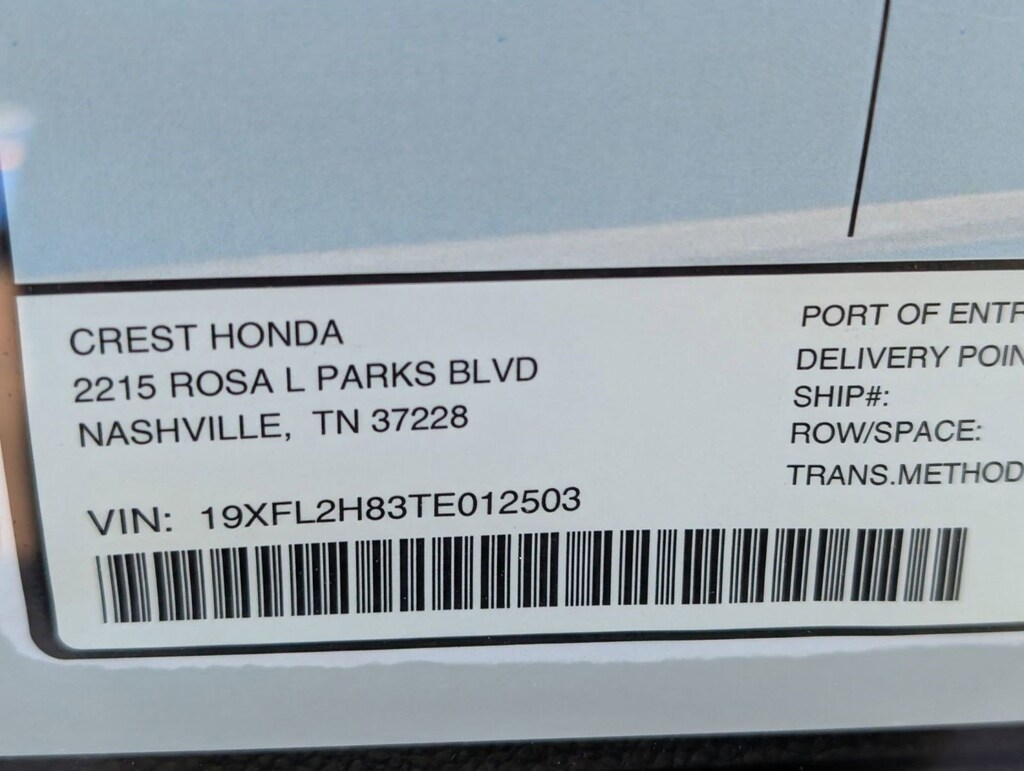 CREST HONDA
2215 ROSA L PARKS BLVD
NASHVILLE, TN 37228
VIN: 19XFL2H83TE012503
PORT OF ENTR
DELIVERY POIN
SHIP#:
ROW/SPACE:
TRANS.METHOD